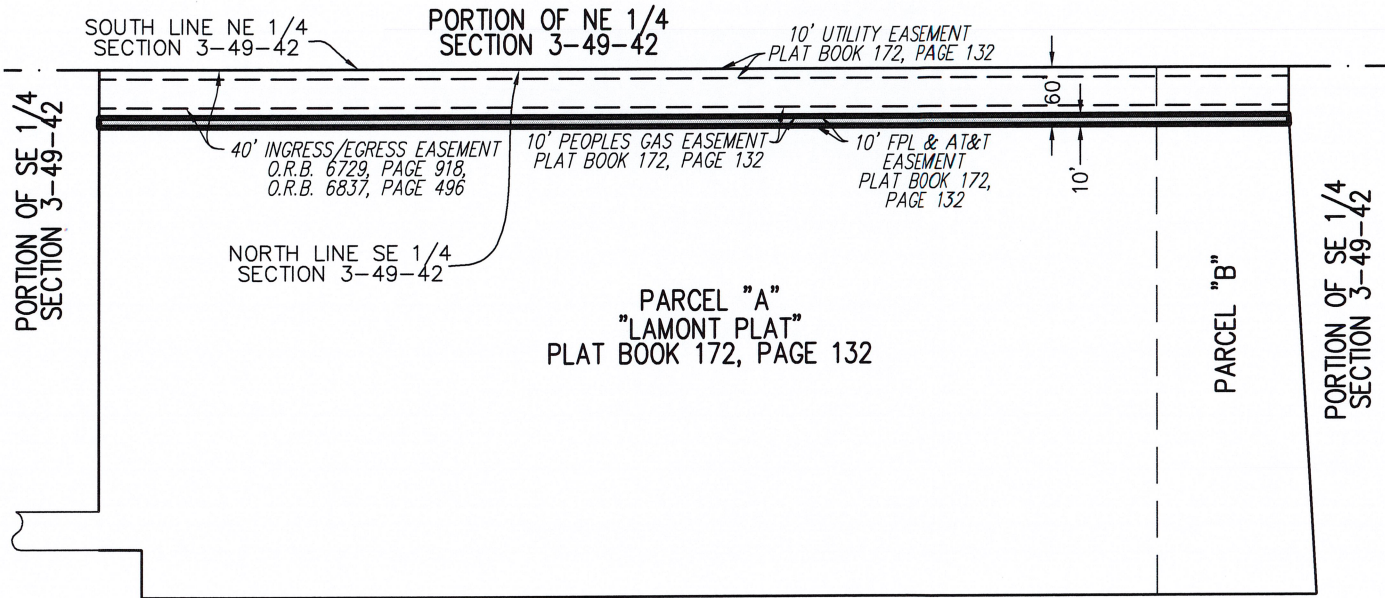 SOUTH LINE NE 1/4
SECTION 3-49-42
PORTION OF NE 1/4
SECTION 3-49-42
10' UTILITY EASEMENT
PLAT BOOK 172, PAGE 132
60'
10'
PORTION OF SE 1/4
SECTION 3-49-42
40' INGRESS/EGRESS EASEMENT
O.R.B. 6729, PAGE 918,
O.R.B. 6837, PAGE 496
10' PEOPLES GAS EASEMENT
PLAT BOOK 172, PAGE 132
10' FPL & AT&T
EASEMENT
PLAT BOOK 172,
PAGE 132
NORTH LINE SE 1/4
SECTION 3-49-42
PARCEL "A"
"LAMONT PLAT"
PLAT BOOK 172, PAGE 132
PARCEL "B"
PORTION OF SE 1/4
SECTION 3-49-42